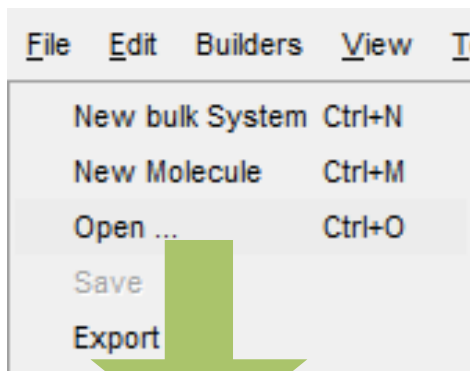 File Edit Builders View
New bulk System Ctrl+N
New Molecule Ctrl+M
Open ... Ctrl+O
Save
Export